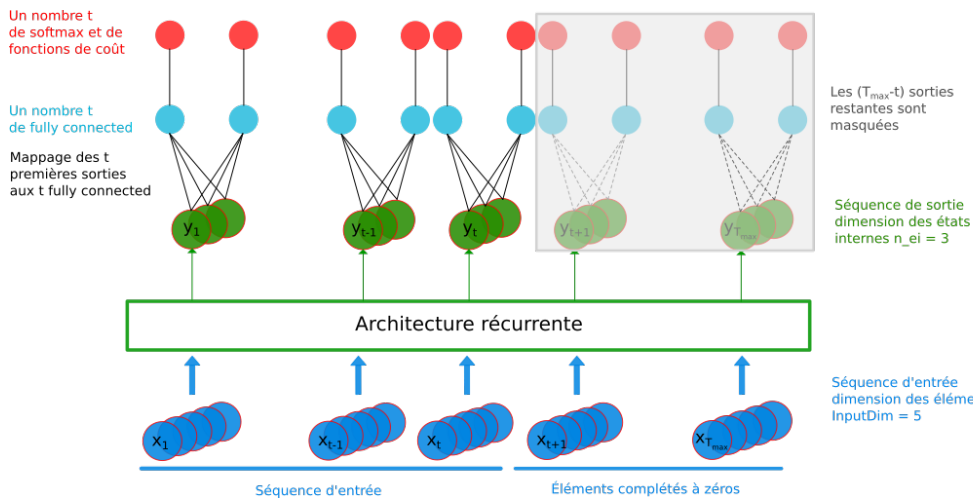 Un nombre t
de softmax et de
fonctions de coût
Un nombre t
de fully connected
Mappage des t
premières sorties
aux t fully connected
Les (Tmax-t) sorties
restantes sont
masquées
y1
yt-1
yt
yt+1
yTmax
Séquence de sortie
dimension des états
internes n_ei = 3
Architecture récurrente
Séquence d'entrée
dimension des éléme
InputDim = 5
x1
xt-1
xt
xt+1
xTmax
Séquence d'entrée
Éléments complétés à zéros